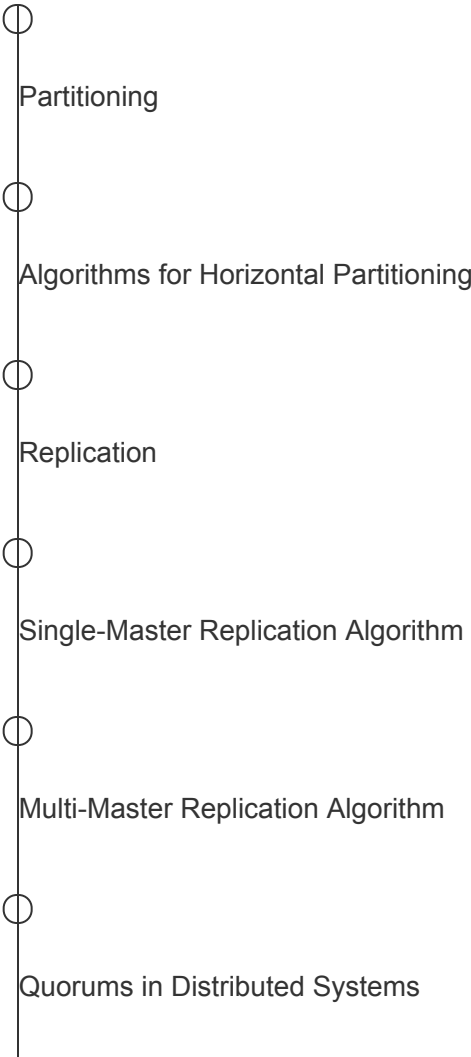 Partitioning
Algorithms for Horizontal Partitioning
Replication
Single-Master Replication Algorithm
Multi-Master Replication Algorithm
Quorums in Distributed Systems